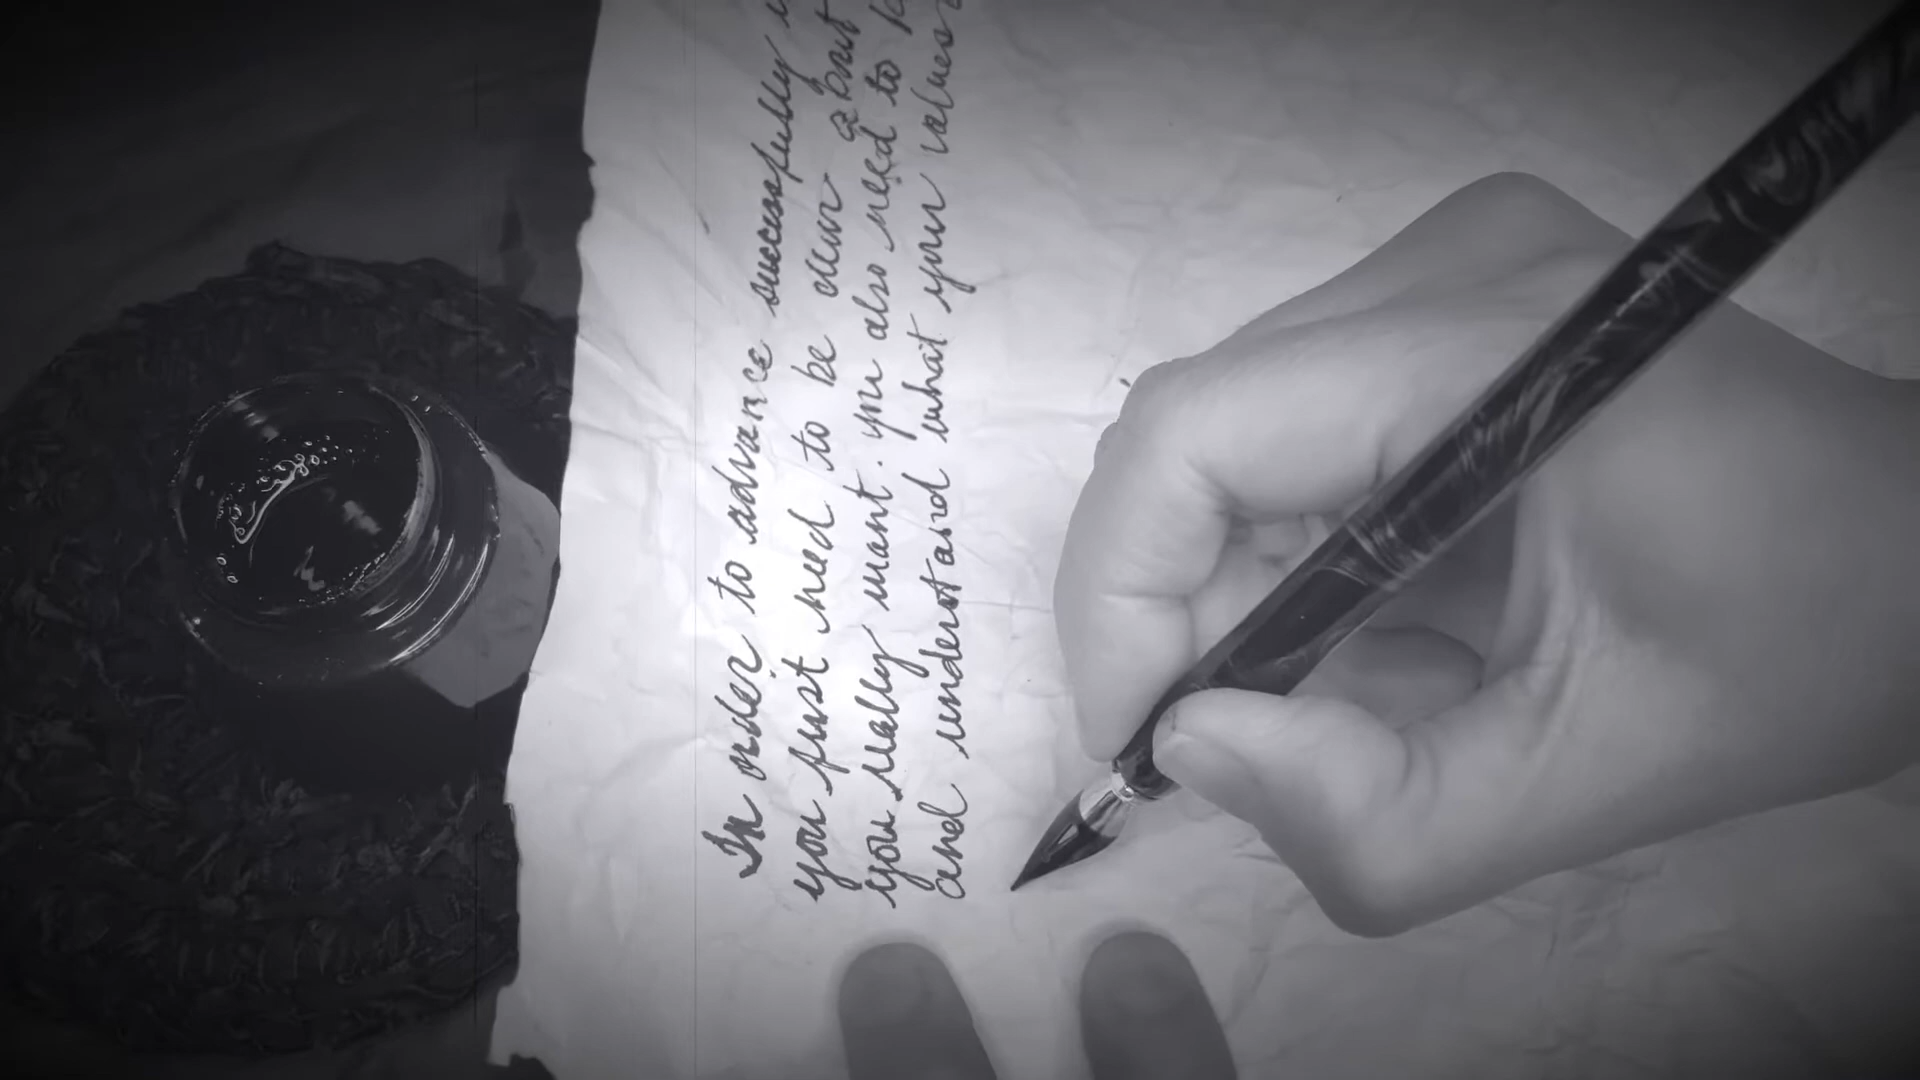 In order to advance successfully
you first need to be clear about
you really want. you also need to
and understand what your values